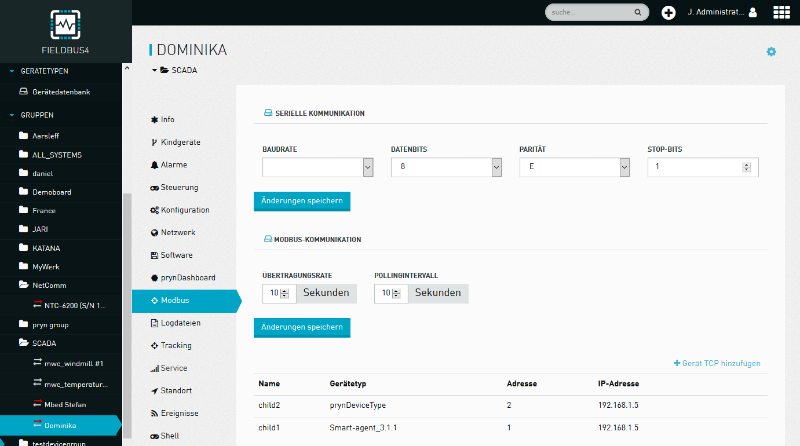 suche...
J. Administrat...
FIELDBUS4
GERÄTETYPEN
Gerätedatenbank
GRUPPEN
Aarsleff
ALL_SYSTEMS
daniel
Demoboard
France
JARI
KATANA
MyWerk
NetComm
NTC-6200 (S/N 1...
pryn group
SCADA
mwc_windmill #1
mwc_temperatur...
Mbed Stefan
Dominika
testdevicegroup
DOMINIKA
SCADA
Info
Kindgeräte
Alarme
Steuerung
Konfiguration
Netzwerk
Software
prynDashboard
Modbus
Logdateien
Tracking
Service
Standort
Ereignisse
Shell
SERIELLE KOMMUNIKATION
BAUDRATE DATENBITS PARITÄT STOP-BITS
8 E 1
Änderungen speichern
MODBUS-KOMMUNIKATION
ÜBERTRAGUNGSRATE POLLINGINTERVALL
10 Sekunden 10 Sekunden
Änderungen speichern
+ Gerät TCP hinzufügen
Name Gerätetyp Adresse IP-Adresse
child2 prynDeviceType 2 192.168.1.5
child1 Smart-agent_3.1.1 1 192.168.1.5